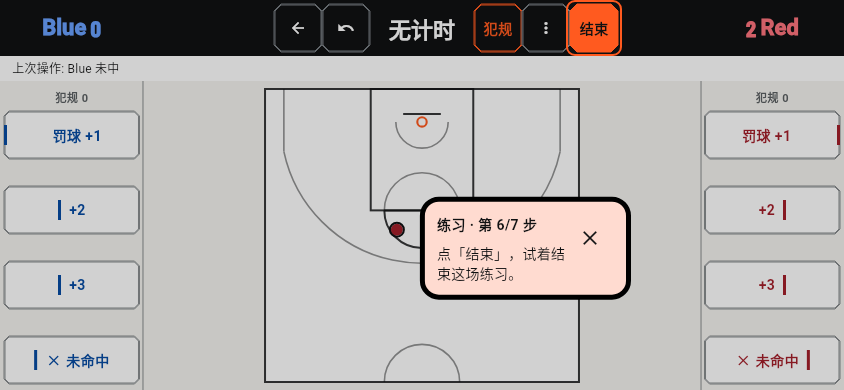 Blue 0
无计时
犯规
结束
2 Red
上次操作: Blue 未中
犯规 0
罚球 +1
+2
+3
× 未命中
练习 · 第 6/7 步
点「结束」，试着结
束这场练习。
犯规 0
罚球 +1
+2
+3
× 未命中